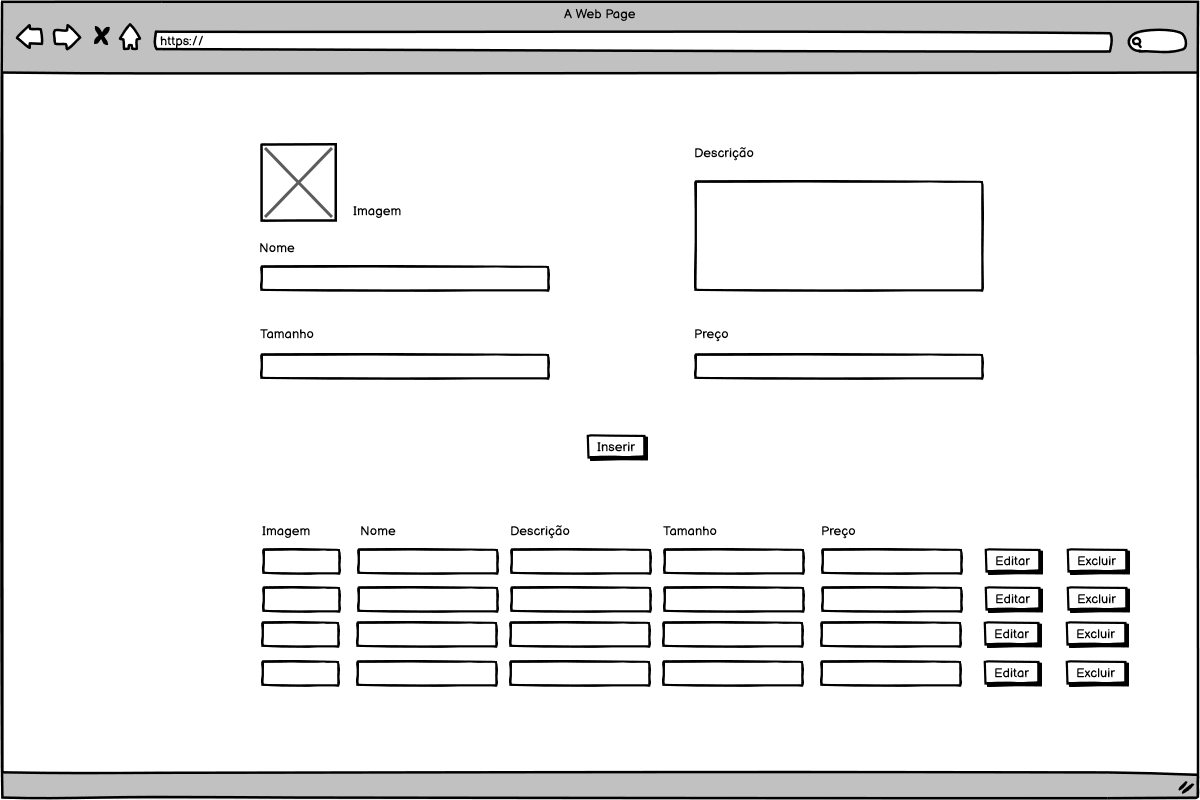 A Web Page
https://
Descrição
Imagem
Nome
Tamanho
Preço
Inserir
Imagem Nome Descrição Tamanho Preço
Editar Excluir
Editar Excluir
Editar Excluir
Editar Excluir